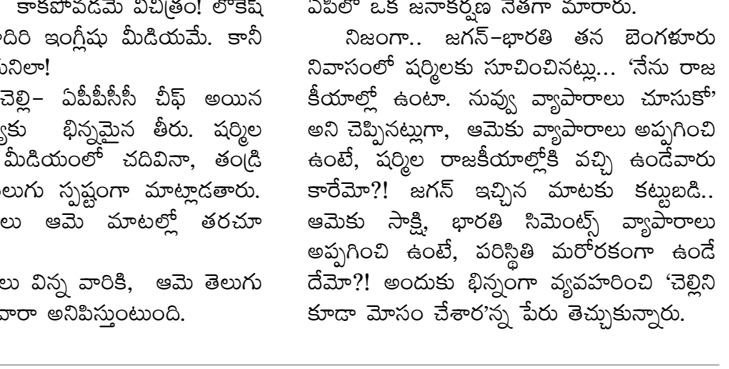 కాకపోవడమే విచిత్రం! లోకేష్
ఇంగ్లీషు మీడియమే. కానీ
చెల్లి- ఏపీపీసీసీ చీఫ్ అయిన
భిన్నమైన తీరు. షర్మిల
మీడియంలో చదివినా, తండ్రి
స్పష్టంగా మాట్లాడతారు.
ఆమె మాటల్లో తరచూ
విన్న వారికి, ఆమె తెలుగు
అనిపిస్తుంటుంది.
ఏపీలో ఒక జనాకర్షణ నేతగా మారారు.
నిజంగా.. జగన్-భారతి తన బెంగళూరు
నివాసంలో షర్మిలకు సూచించినట్లు... ‘నేను రాజ
కీయాల్లో ఉంటా. నువ్వు వ్యాపారాలు చూసుకో’
అని చెప్పినట్లుగా, ఆమెకు వ్యాపారాలు అప్పగించి
ఉంటే, షర్మిల రాజకీయాల్లోకి వచ్చి ఉండేవారు
కారేమో?! జగన్ ఇచ్చిన మాటకు కట్టుబడి..
ఆమెకు సాక్షి, భారతి సిమెంట్స్ వ్యాపారాలు
అప్పగించి ఉంటే, పరిస్థితి మరోరకంగా ఉండే
దేమో?! అందుకు భిన్నంగా వ్యవహరించి ‘చెల్లిని
కూడా మోసం చేశార’న్న పేరు తెచ్చుకున్నారు.